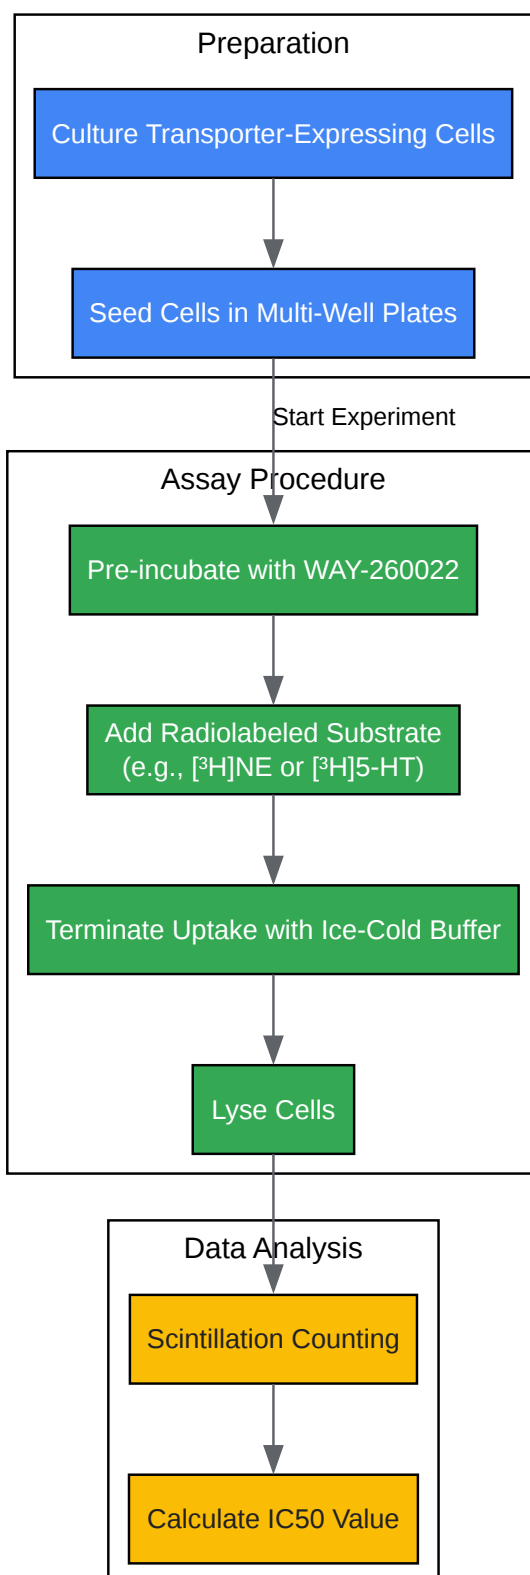 Preparation
Culture Transporter-Expressing Cells
Seed Cells in Multi-Well Plates
Start Experiment
Assay Procedure
Pre-incubate with WAY-260022
Add Radiolabeled Substrate
(e.g., [³H]NE or [³H]5-HT)
Terminate Uptake with Ice-Cold Buffer
Lyse Cells
Data Analysis
Scintillation Counting
Calculate IC50 Value